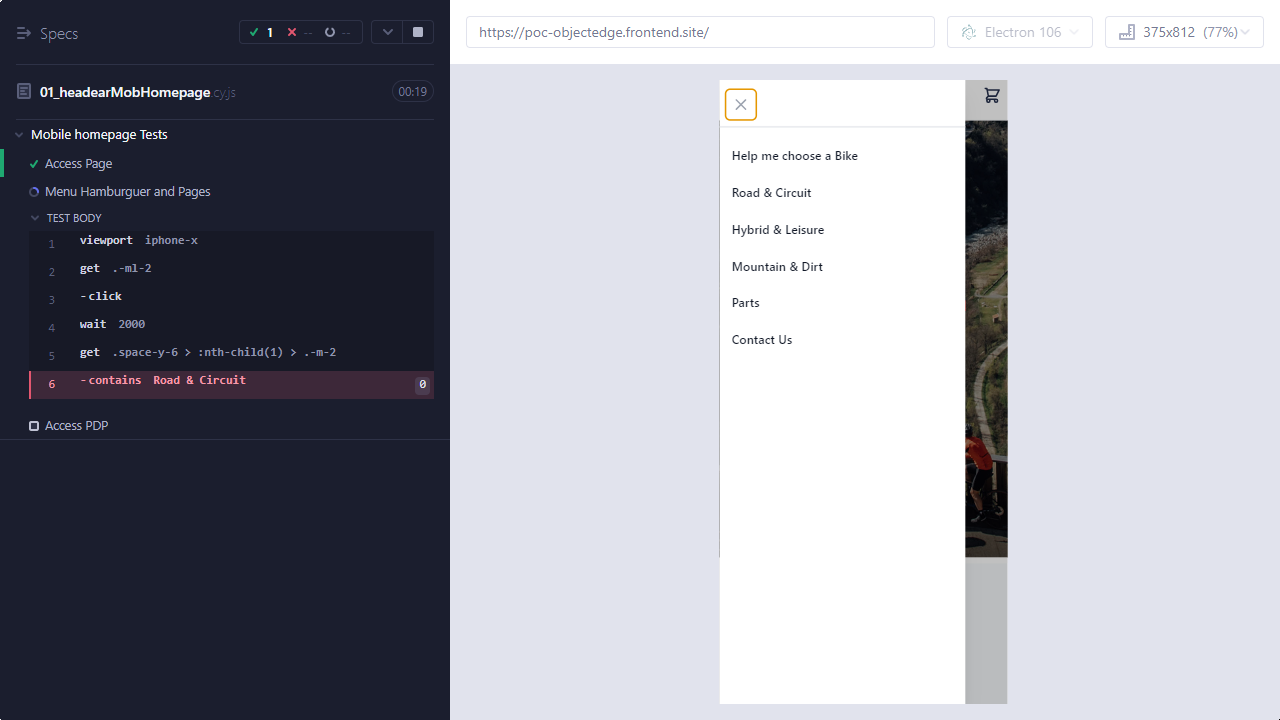 Specs
1 -- --
https://poc-objectedge.frontend.site/
Electron 106
375x812 (77%)
01_headearMobHomepage.cy.js
00:19
Mobile homepage Tests
Access Page
Menu Hamburguer and Pages
TEST BODY
1 viewport iphone-x
2 get .-ml-2
3 -click
4 wait 2000
5 get .space-y-6 > :nth-child(1) > .-m-2
6 -contains Road & Circuit 0
Access PDP
Help me choose a Bike
Road & Circuit
Hybrid & Leisure
Mountain & Dirt
Parts
Contact Us